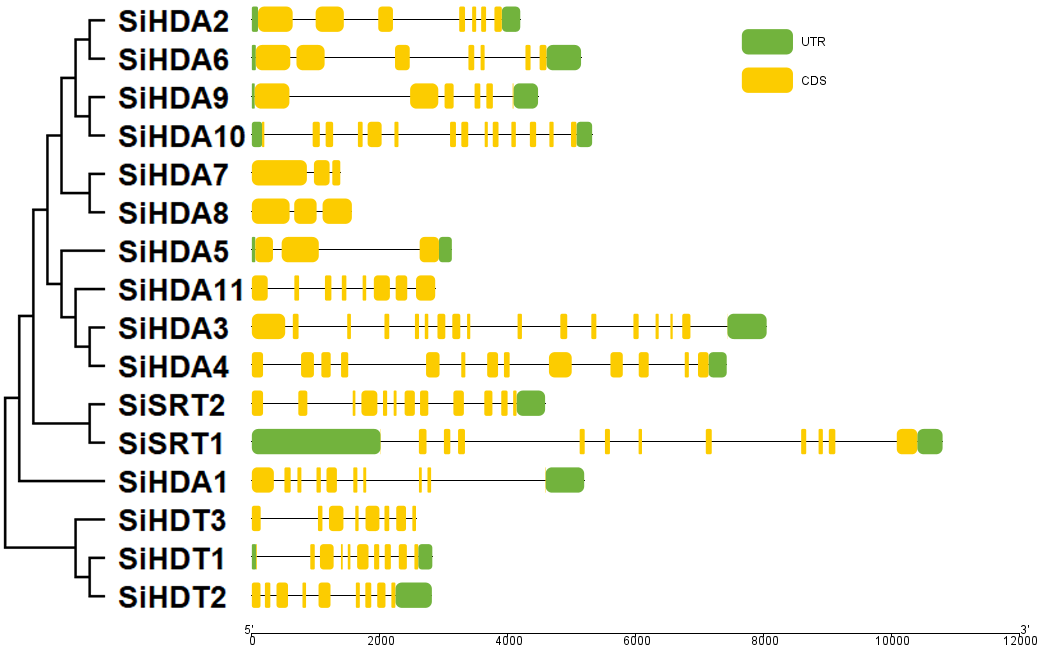 SiHDA2
UTR
SiHDA6
CDS
SiHDA9
SiHDA10
SiHDA7
SiHDA8
SiHDA5
SiHDA11
SiHDA3
SiHDA4
SiSRT2
SiSRT1
SiHDA1
SiHDT3
SiHDT1
SiHDT2
5' 3'
0 2000 4000 6000 8000 10000 12000